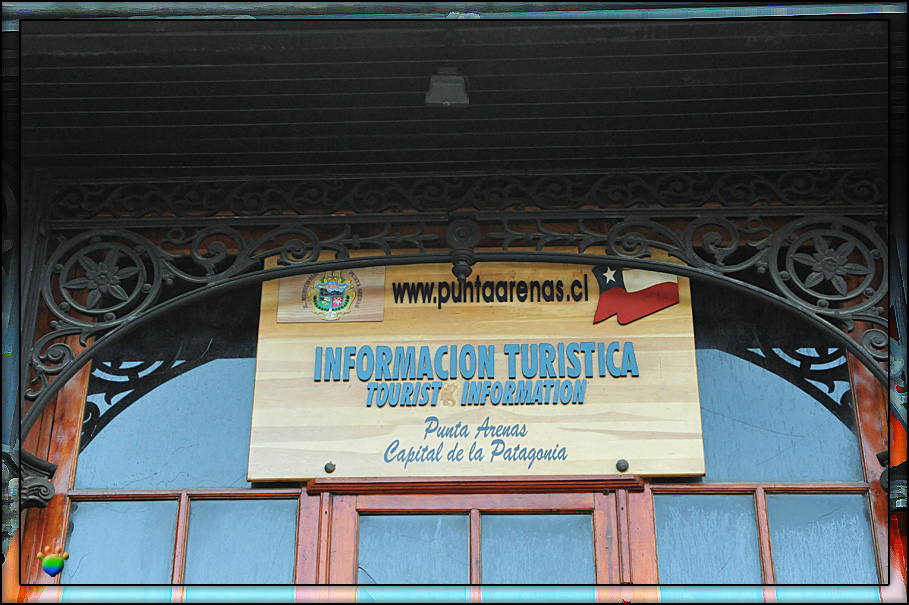 www.puntaarenas.cl
INFORMACION TURISTICA
TOURIST INFORMATION
Punta Arenas
Capital de la Patagonia